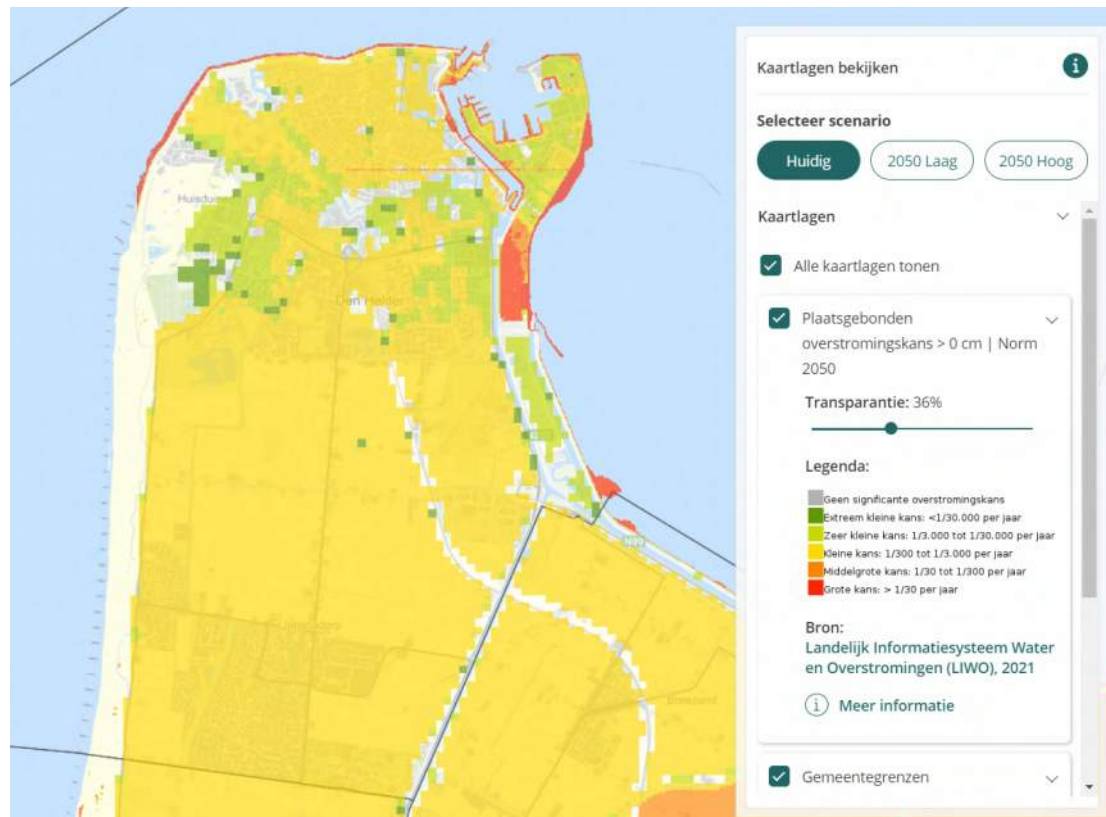 Kaartlagen bekijken
Selecteer scenario
Huidig
2050 Laag
2050 Hoog
Kaartlagen
Alle kaartlagen tonen
Plaatsgebonden
overstromingskans > 0 cm | Norm
2050
Transparantie: 36%
Legenda:
Geen significante overstromingskans
Extreem kleine kans: <1/30.000 per jaar
Zeer kleine kans: 1/3.000 tot 1/30.000 per jaar
Kleine kans: 1/300 tot 1/3.000 per jaar
Middelgrote kans: 1/30 tot 1/300 per jaar
Grote kans: > 1/30 per jaar
Bron:
Landelijk Informatiesysteem Water
en Overstromingen (LIWO), 2021
Meer informatie
Gemeentegrenzen
Den Helder
N99